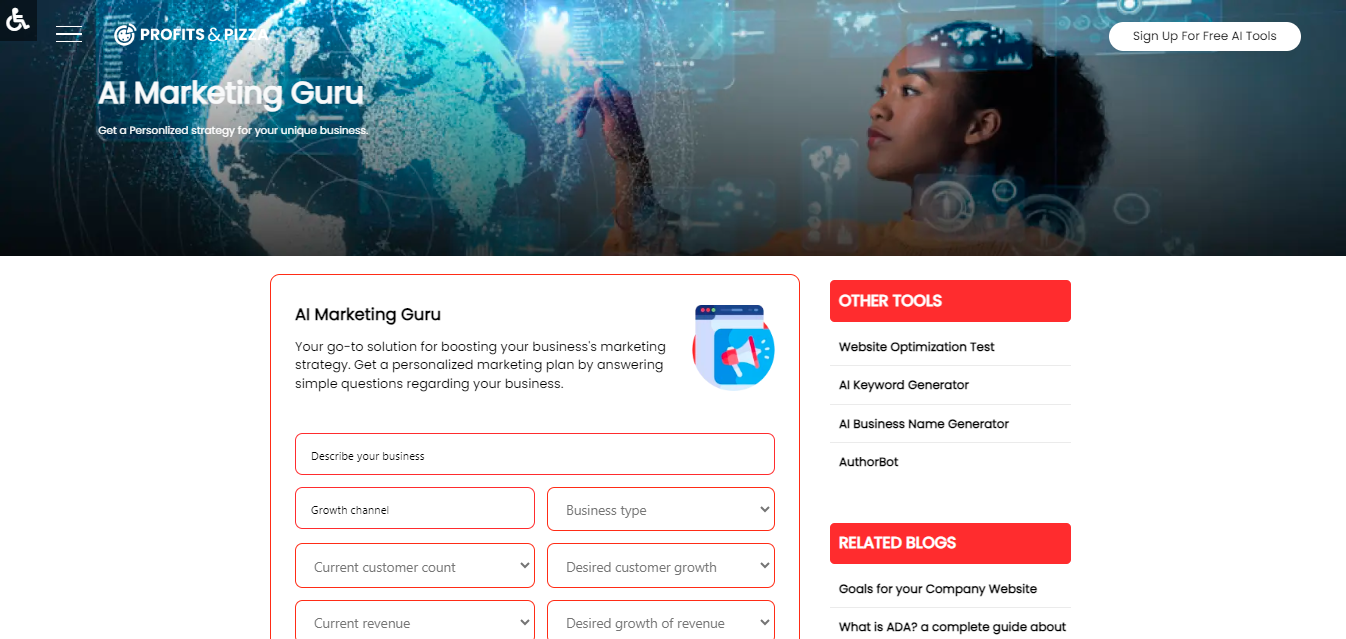 PROFITS & PIZZA
Sign Up For Free AI Tools
AI Marketing Guru
Get a Personlized strategy for your unique business.
AI Marketing Guru
Your go-to solution for boosting your business's marketing
strategy. Get a personalized marketing plan by answering
simple questions regarding your business.
Describe your business
Growth channel
Business type
Current customer count
Desired customer growth
Current revenue
Desired growth of revenue
OTHER TOOLS
Website Optimization Test
AI Keyword Generator
AI Business Name Generator
AuthorBot
RELATED BLOGS
Goals for your Company Website
What is ADA? a complete guide about